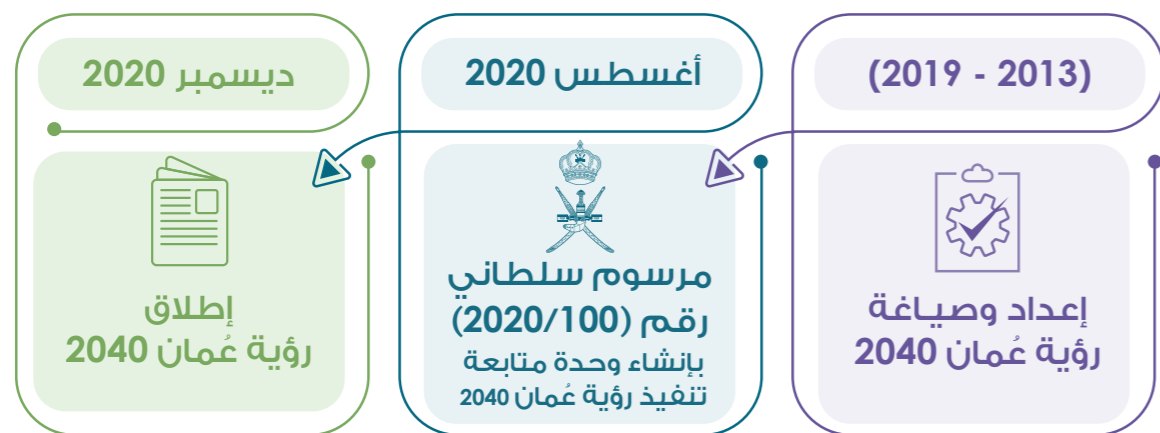 (2013 - 2019)
إعداد وصياغة
رؤية عُمان 2040
أغسطس 2020
مرسوم سلطاني
رقم (2020/100)
بإنشاء وحدة متابعة
تنفيذ رؤية عُمان 2040
ديسمبر 2020
إطلاق
رؤية عُمان 2040